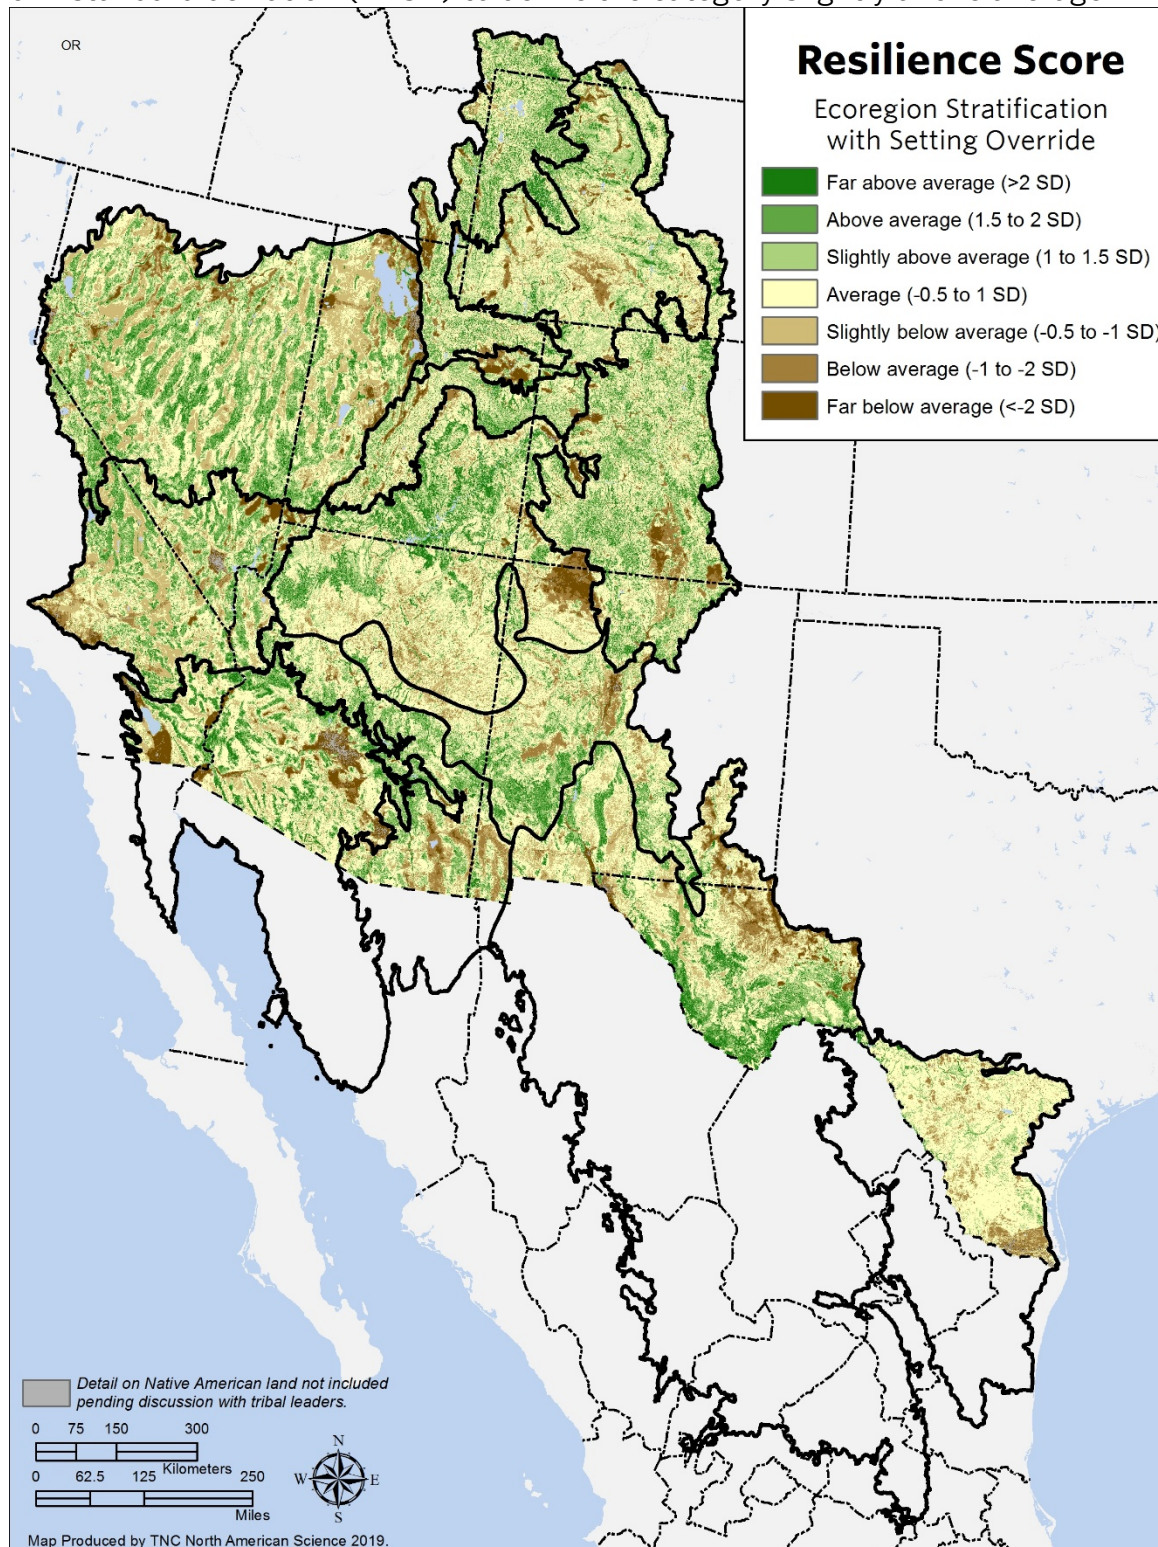 OR
Resilience Score
Ecoregion Stratification
with Setting Override
Far above average (>2 SD)
Above average (1.5 to 2 SD)
Slightly above average (1 to 1.5 SD)
Average (-0.5 to 1 SD)
Slightly below average (-0.5 to -1 SD)
Below average (-1 to -2 SD)
Far below average (<-2 SD)
Detail on Native American land not included
pending discussion with tribal leaders.
0 75 150 300
Kilometers
0 62.5 125 250
Miles
N
W E
S
Map Produced by TNC North American Science 2019.